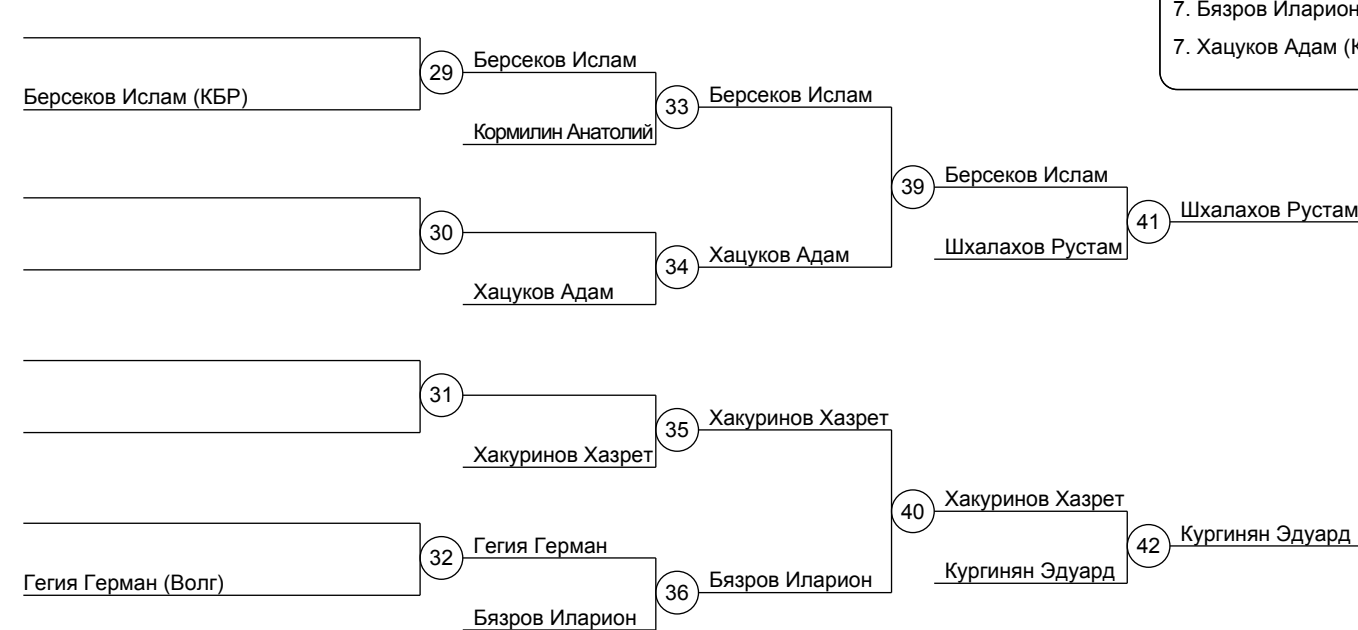 7. Бязров Иларион
7. Хацуков Адам
29
Берсеков Ислам
Берсеков Ислам (КБР)
33
Берсеков Ислам
Кормилин Анатолий
39
Берсеков Ислам
30
41
Шхалахов Рустам
34
Хацуков Адам
Шхалахов Рустам
Хацуков Адам
31
35
Хакуринов Хазрет
Хакуринов Хазрет
40
Хакуринов Хазрет
32
Гегия Герман
42
Кургинян Эдуард
Гегия Герман (Волг)
36
Бязров Иларион
Кургинян Эдуард
Бязров Иларион